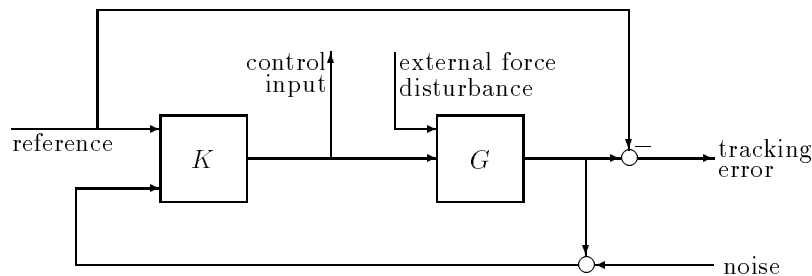 control
input
external force
disturbance
reference
K
G
−
tracking
error
noise